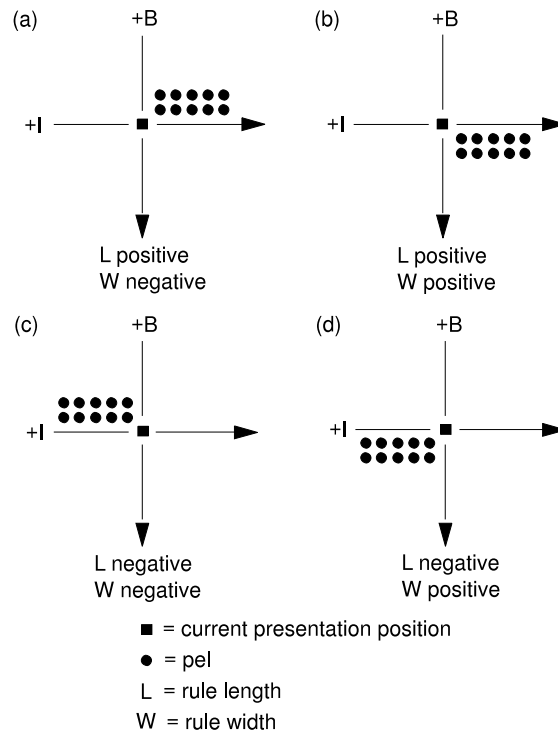 (a)
+B
+I
L positive
W negative
(b)
+B
+I
L positive
W positive
(c)
+B
+I
L negative
W negative
(d)
+B
+I
L negative
W positive
= current presentation position
= pel
L = rule length
W = rule width